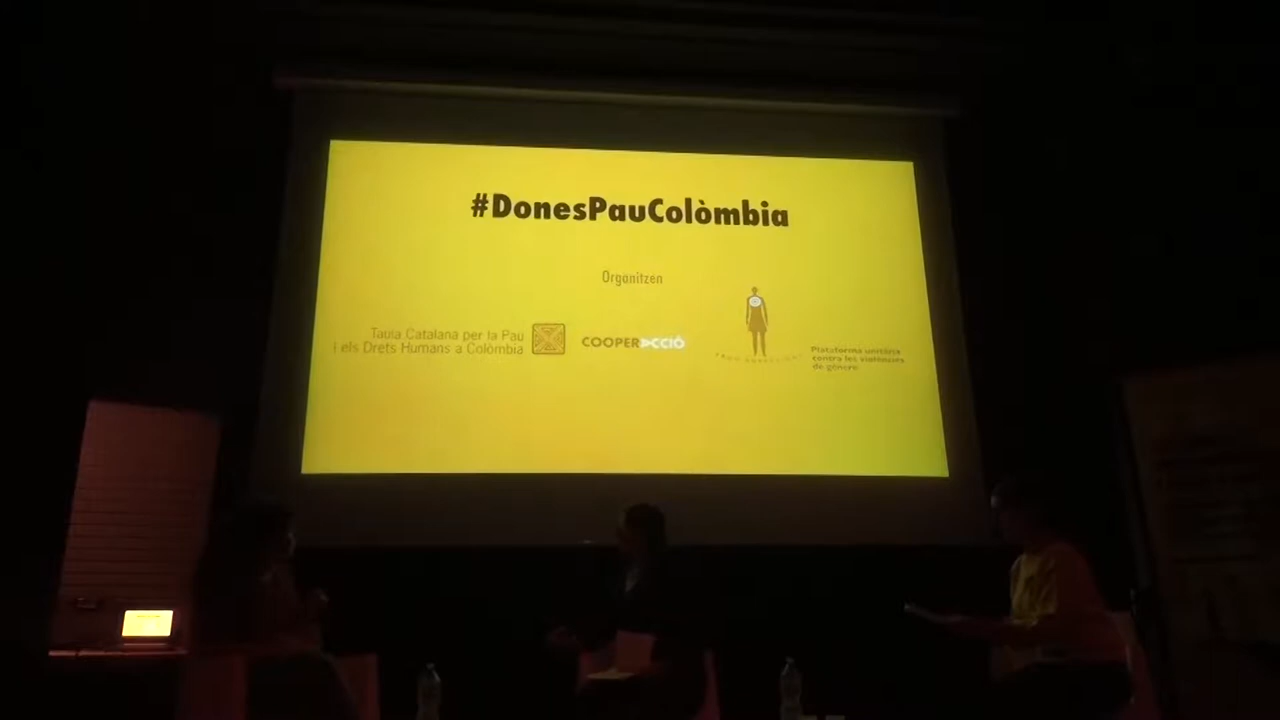 #DonesPauColòmbia
Organitzen
Taula Catalana per la Pau
i els Drets Humans a Colòmbia
COOPERACCIÓ
Plataforma unitària
contra les violències
de gènere